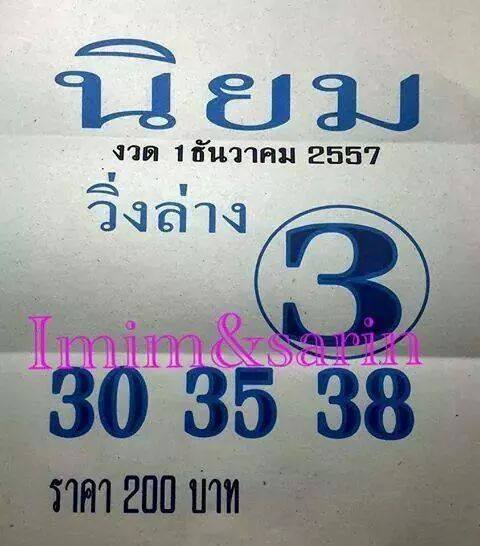 นิยม
งวด 1 ธันวาคม 2557
วิ่งล่าง
3
Imim&sarin
30 35 38
ราคา 200 บาท